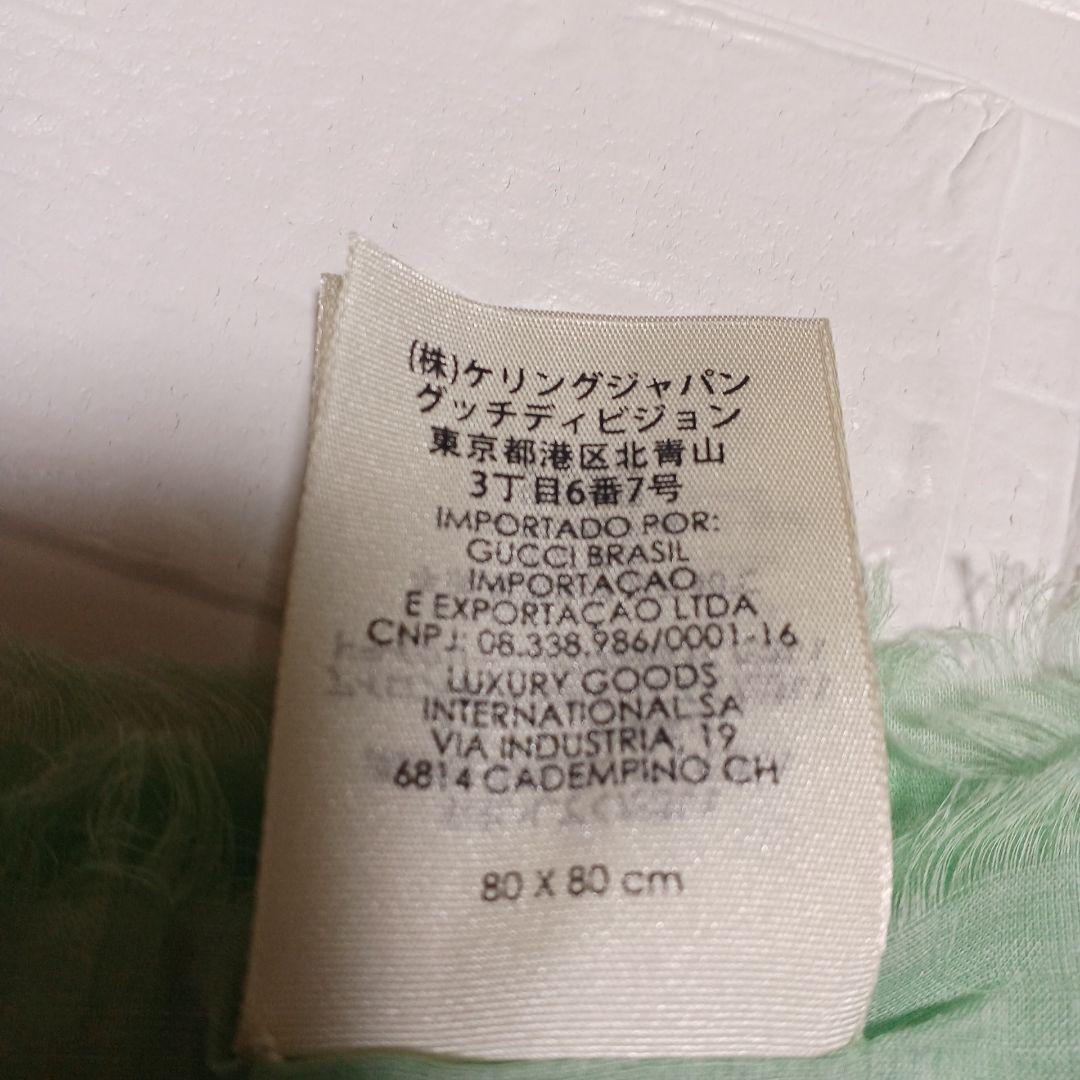 (株)ケリングジャパン
グッチディビジョン
東京都港区北青山
3丁目6番7号
IMPORTADO POR:
GUCCI BRASIL
IMPORTAÇAO
E EXPORTAÇAO LTDA
CNPJ: 08.338.986/0001-16
LUXURY GOODS
INTERNATIONAL SA
VIA INDUSTRIA, 19
6814 CADEMPINO CH
80 X 80 cm